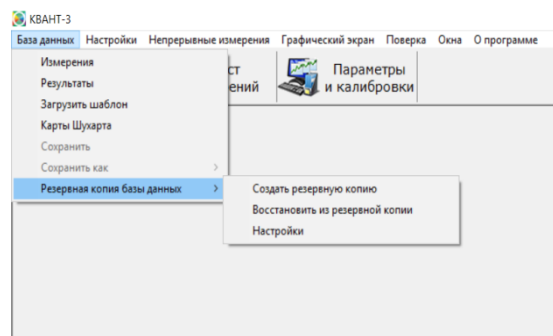 КВАНТ-3
База данных Настройки Непрерывные измерения Графический экран Поверка Окна О программе
Измерения
Результаты
Загрузить шаблон
Карты Шухарта
Сохранить
Сохранить как
Резервная копия базы данных
Параметры
и калибровки
Создать резервную копию
Восстановить из резервной копии
Настройки